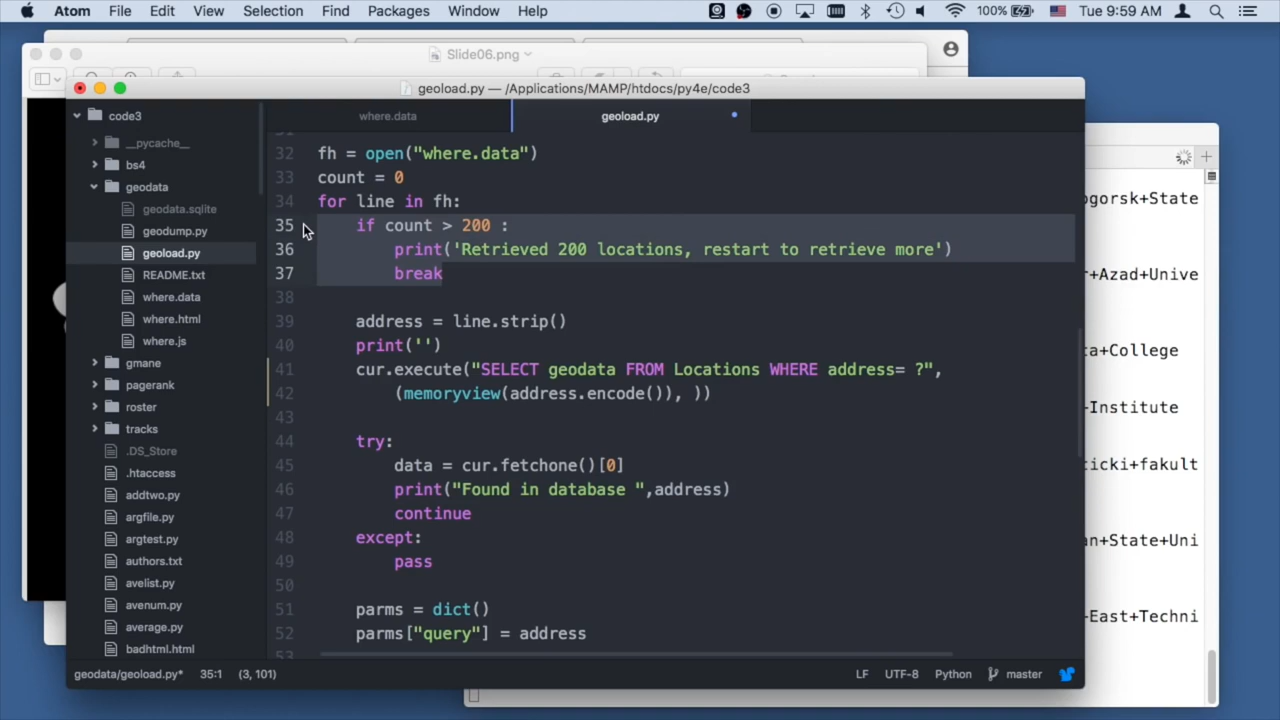 Atom File Edit View Selection Find Packages Window Help 100% Tue 9:59 AM
Slide06.png
geoload.py — /Applications/MAMP/htdocs/py4e/code3
code3
__pycache__
bs4
geodata
geodata.sqlite
geodump.py
geoload.py
README.txt
where.data
where.html
where.js
gmane
pagerank
roster
tracks
.DS_Store
.htaccess
addtwo.py
argfile.py
argtest.py
authors.txt
avelist.py
avenum.py
average.py
badhtml.html
where.data geoload.py
32 fh = open("where.data")
33 count = 0
34 for line in fh:
35 if count > 200 :
36 print('Retrieved 200 locations, restart to retrieve more')
37 break
38
39 address = line.strip()
40 print('')
41 cur.execute("SELECT geodata FROM Locations WHERE address= ?",
42 (memoryview(address.encode()), ))
43
44 try:
45 data = cur.fetchone()[0]
46 print("Found in database ",address)
47 continue
48 except:
49 pass
50
51 parms = dict()
52 parms["query"] = address
53
geodata/geoload.py* 35:1 (3, 101) LF UTF-8 Python master
ogorsk+State
+Azad+Unive
ta+College
+Institute
ticki+fakult
an+State+Uni
+East+Techni